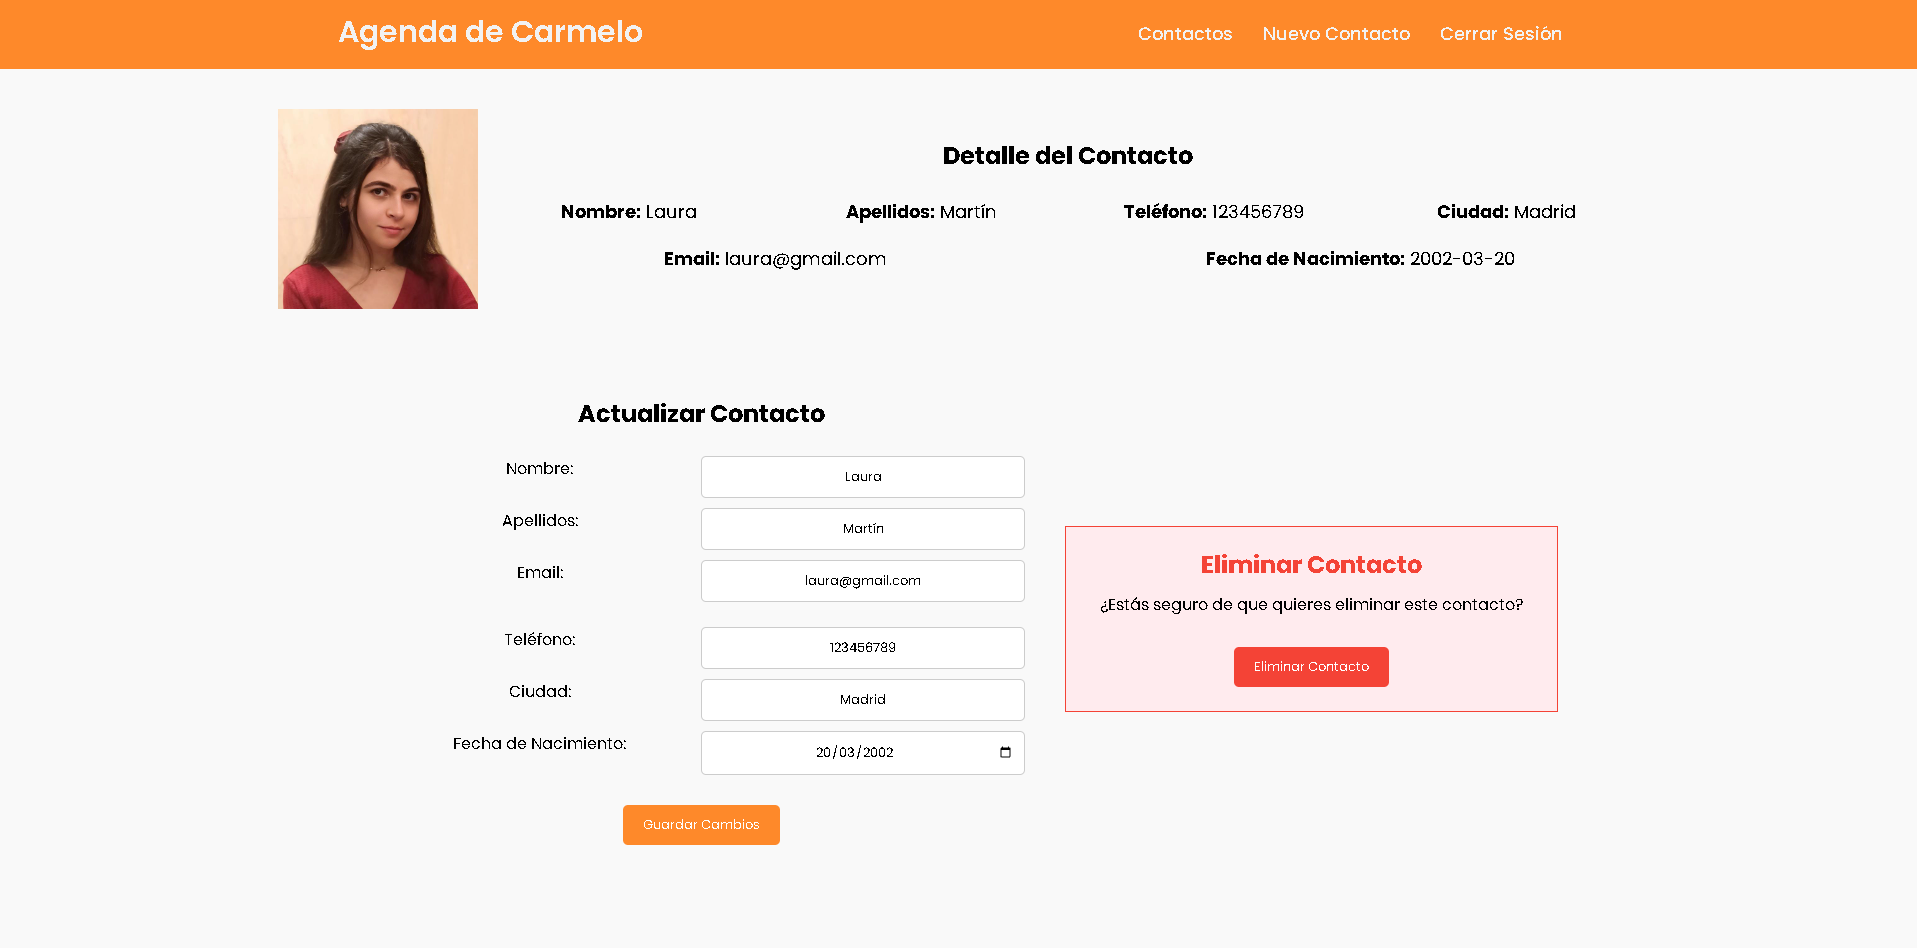 Agenda de Carmelo
Contactos Nuevo Contacto Cerrar Sesión
Detalle del Contacto
Nombre: Laura Apellidos: Martín Teléfono: 123456789 Ciudad: Madrid
Email: laura@gmail.com Fecha de Nacimiento: 2002-03-20
Actualizar Contacto
Nombre: Laura
Apellidos: Martín
Email: laura@gmail.com
Teléfono: 123456789
Ciudad: Madrid
Fecha de Nacimiento: 20/03/2002
Guardar Cambios
Eliminar Contacto
¿Estás seguro de que quieres eliminar este contacto?
Eliminar Contacto